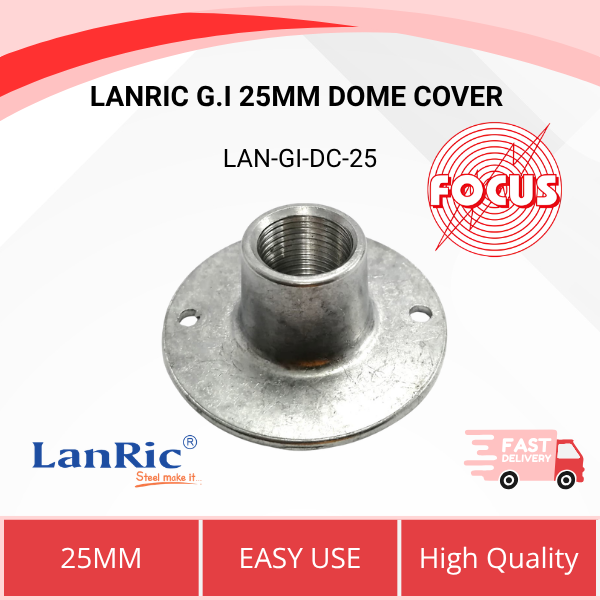 LANRIC G.I 25MM DOME COVER
LAN-GI-DC-25
FOCUS
LanRic®
Steel make it...
FAST
DELIVERY
25MM
EASY USE
High Quality